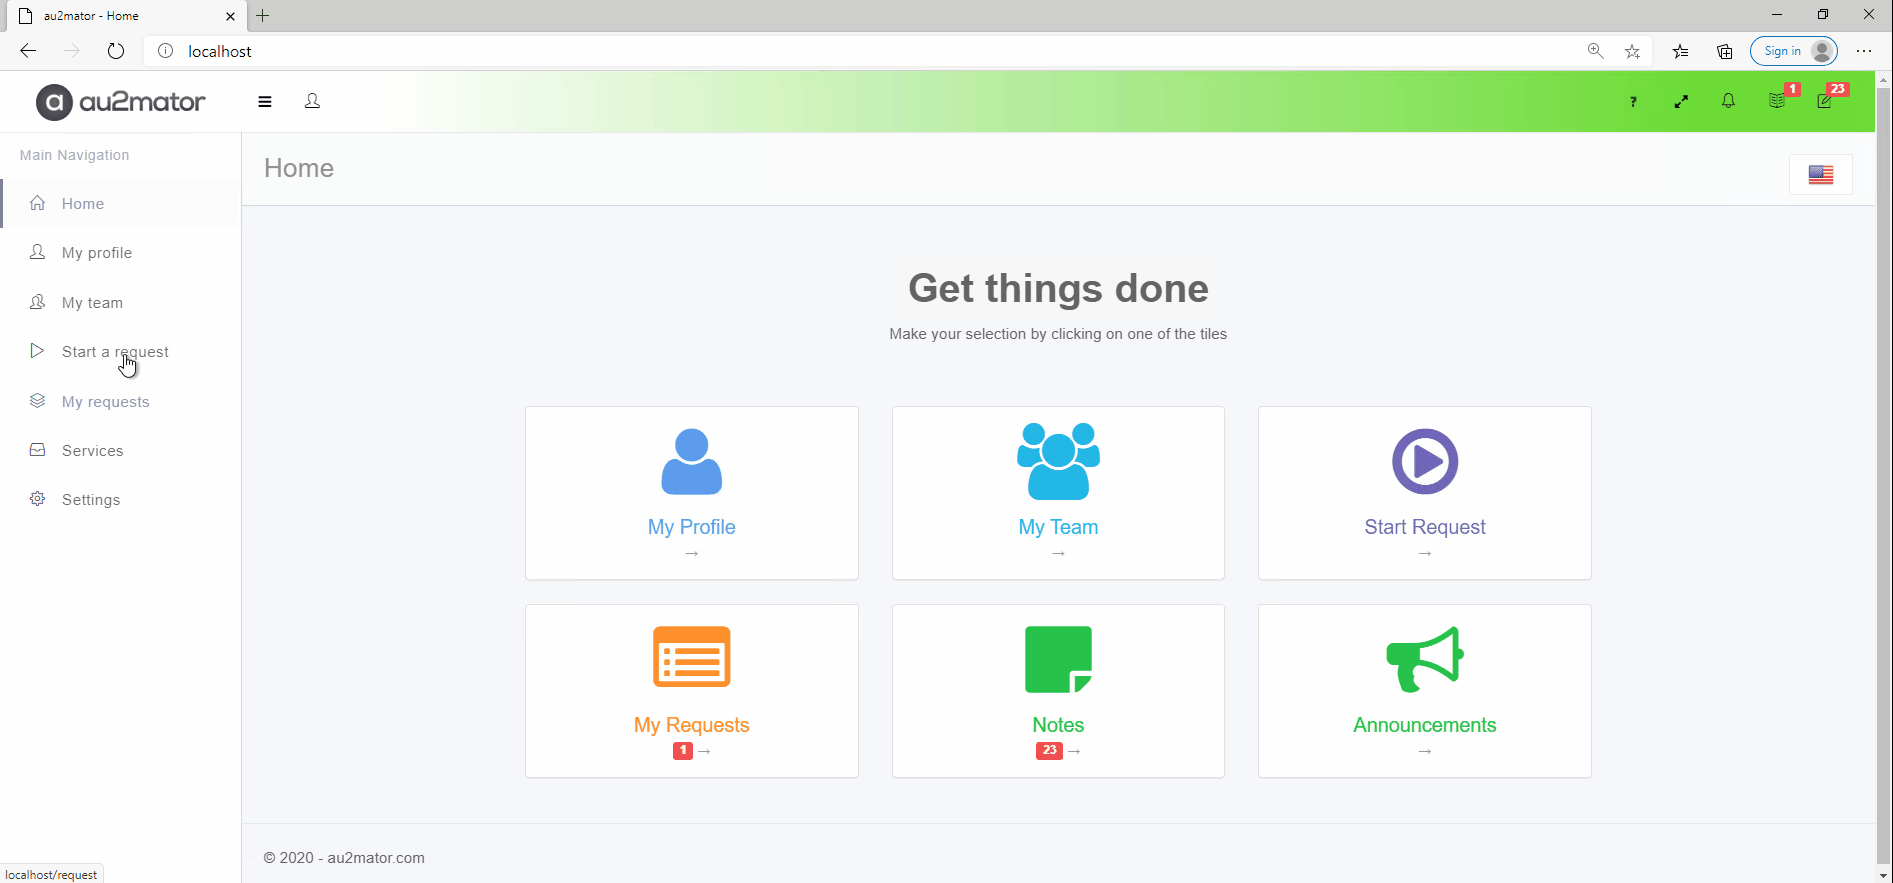 au2mator - Home
localhost
Sign in
a au2mator
?
1
23
Main Navigation
Home
My profile
My team
Start a request
My requests
Services
Settings
Home
Get things done
Make your selection by clicking on one of the tiles
My Profile
→
My Team
→
Start Request
→
My Requests
1 →
Notes
23 →
Announcements
→
© 2020 - au2mator.com
localhost/request